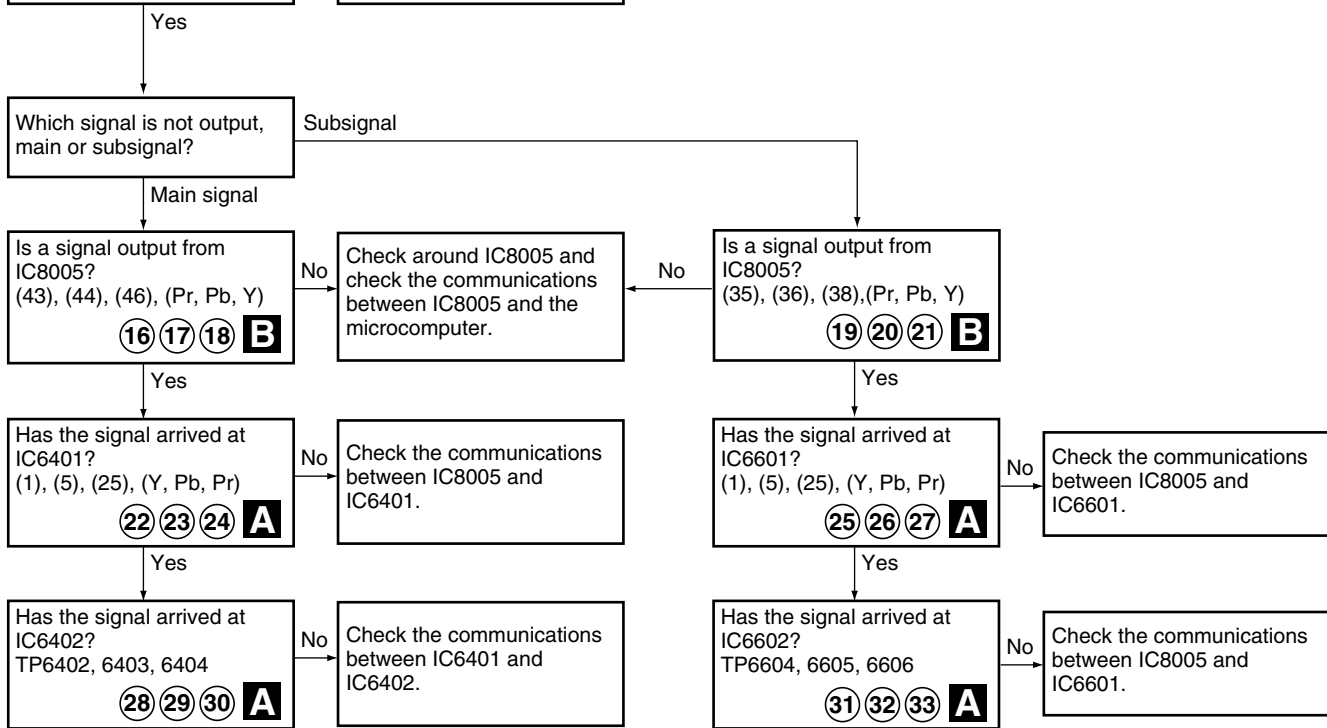 Yes
Which signal is not output,
main or subsignal?
Subsignal
Main signal
Is a signal output from
IC8005?
(43), (44), (46), (Pr, Pb, Y)
16 17 18 B
No
Check around IC8005 and
check the communications
between IC8005 and the
microcomputer.
No
Is a signal output from
IC8005?
(35), (36), (38),(Pr, Pb, Y)
19 20 21 B
Yes
Yes
Has the signal arrived at
IC6401?
(1), (5), (25), (Y, Pb, Pr)
22 23 24 A
No
Check the communications
between IC8005 and
IC6401.
Has the signal arrived at
IC6601?
(1), (5), (25), (Y, Pb, Pr)
25 26 27 A
No
Check the communications
between IC8005 and
IC6601.
Yes
Yes
Has the signal arrived at
IC6402?
TP6402, 6403, 6404
28 29 30 A
No
Check the communications
between IC6401 and
IC6402.
Has the signal arrived at
IC6602?
TP6604, 6605, 6606
31 32 33 A
No
Check the communications
between IC8005 and
IC6601.